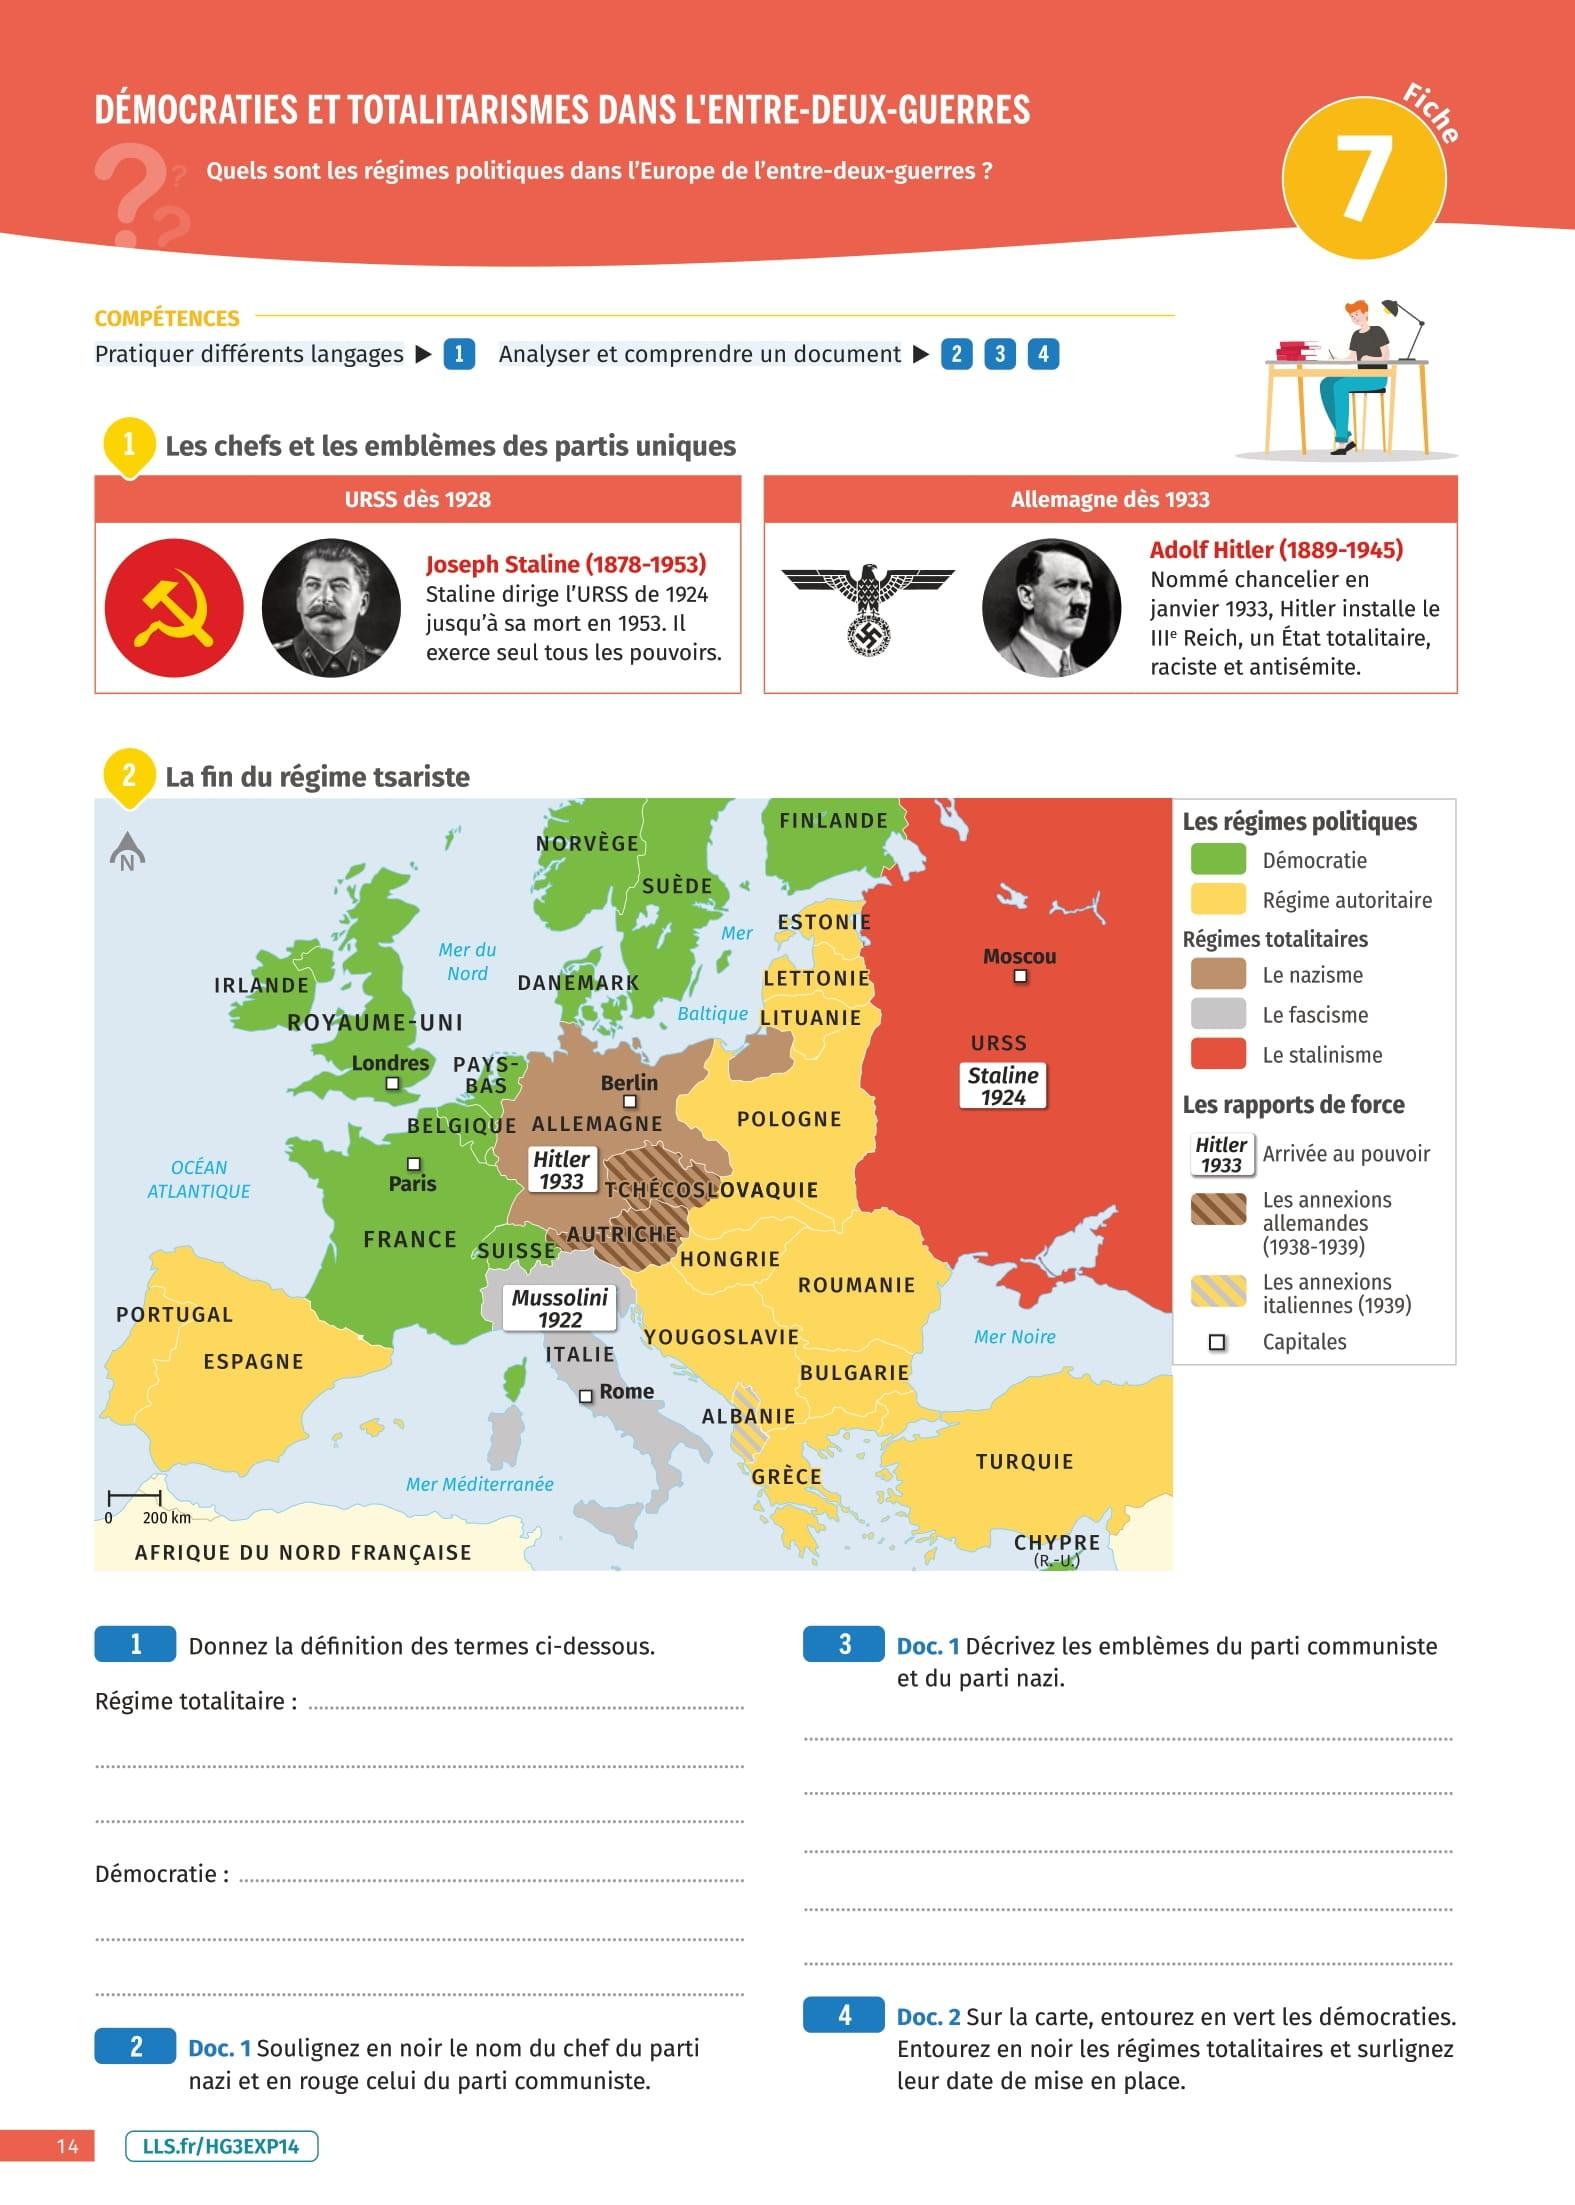 DÉMOCRATIES ET TOTALITARISMES DANS L'ENTRE-DEUX-GUERRES
Quels sont les régimes politiques dans l'Europe de l'entre-deux-guerres ?
Fiche
7
COMPÉTENCES
Pratiquer différents langages ▶ 1 Analyser et comprendre un document ▶ 2 3 4
1 Les chefs et les emblèmes des partis uniques
URSS dès 1928
Joseph Staline (1878-1953)
Staline dirige l'URSS de 1924
jusqu'à sa mort en 1953. Il
exerce seul tous les pouvoirs.
Allemagne dès 1933
Adolf Hitler (1889-1945)
Nommé chancelier en
janvier 1933, Hitler installe le
IIIe Reich, un État totalitaire,
raciste et antisémite.
2 La fin du régime tsariste
N
FINLANDE
NORVÈGE
SUÈDE
ESTONIE
Mer
Mer du
Nord
Moscou
LETTONIE
DANEMARK
IRLANDE
Baltique
LITUANIE
ROYAUME-UNI
URSS
Londres
PAYS-
BAS
Staline
1924
Berlin
POLOGNE
BELGIQUE
ALLEMAGNE
Hitler
1933
OCÉAN
ATLANTIQUE
Paris
TCHÉCOSLOVAQUIE
FRANCE
AUTRICHE
SUISSE
HONGRIE
ROUMANIE
Mussolini
1922
PORTUGAL
YOUGOSLAVIE
Mer Noire
ITALIE
ESPAGNE
BULGARIE
Rome
ALBANIE
TURQUIE
GRÈCE
Mer Méditerranée
0 200 km
CHYPRE
(R.-U.)
AFRIQUE DU NORD FRANÇAISE
Les régimes politiques
Démocratie
Régime autoritaire
Régimes totalitaires
Le nazisme
Le fascisme
Le stalinisme
Les rapports de force
Hitler
1933
Arrivée au pouvoir
Les annexions
allemandes
(1938-1939)
Les annexions
italiennes (1939)
Capitales
1 Donnez la définition des termes ci-dessous.
Régime totalitaire :
Démocratie :
2 Doc. 1 Soulignez en noir le nom du chef du parti
nazi et en rouge celui du parti communiste.
3 Doc. 1 Décrivez les emblèmes du parti communiste
et du parti nazi.
4 Doc. 2 Sur la carte, entourez en vert les démocraties.
Entourez en noir les régimes totalitaires et surlignez
leur date de mise en place.
14
LLS.fr/HG3EXP14